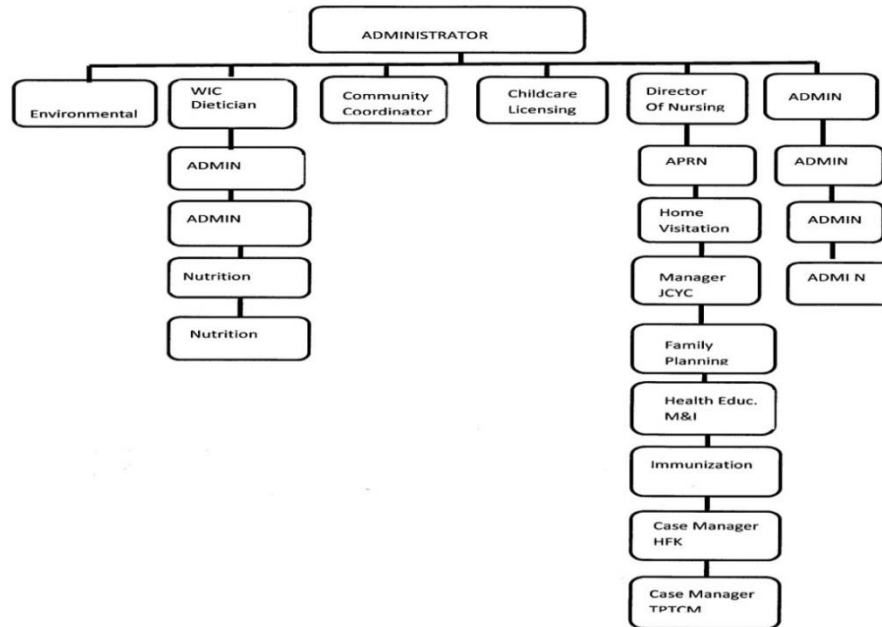 ADMINISTRATOR
Environmental
WIC
Dietician
Community
Coordinator
Childcare
Licensing
Director
Of Nursing
ADMIN
ADMIN
APRN
ADMIN
ADMIN
Home
Visitation
ADMIN
Nutrition
Manager
JCYC
ADMI N
Nutrition
Family
Planning
Health Educ.
M&I
Immunization
Case Manager
HFK
Case Manager
TPTCM